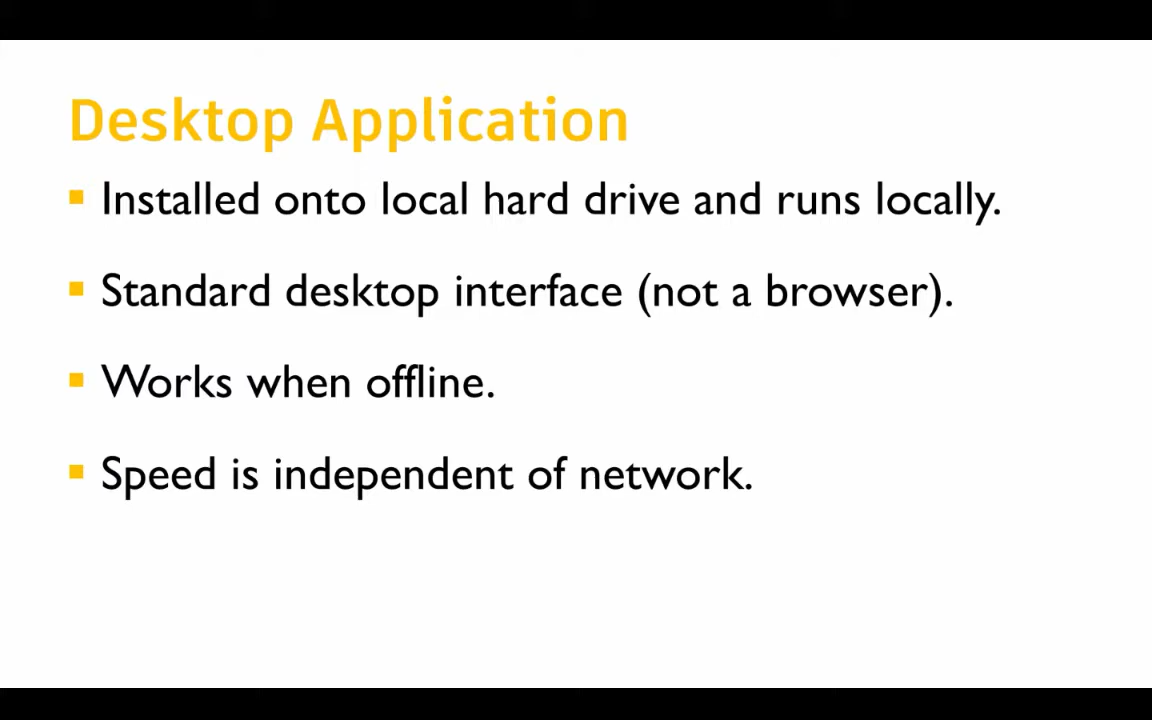 Desktop Application
▪ Installed onto local hard drive and runs locally.
▪ Standard desktop interface (not a browser).
▪ Works when offline.
▪ Speed is independent of network.